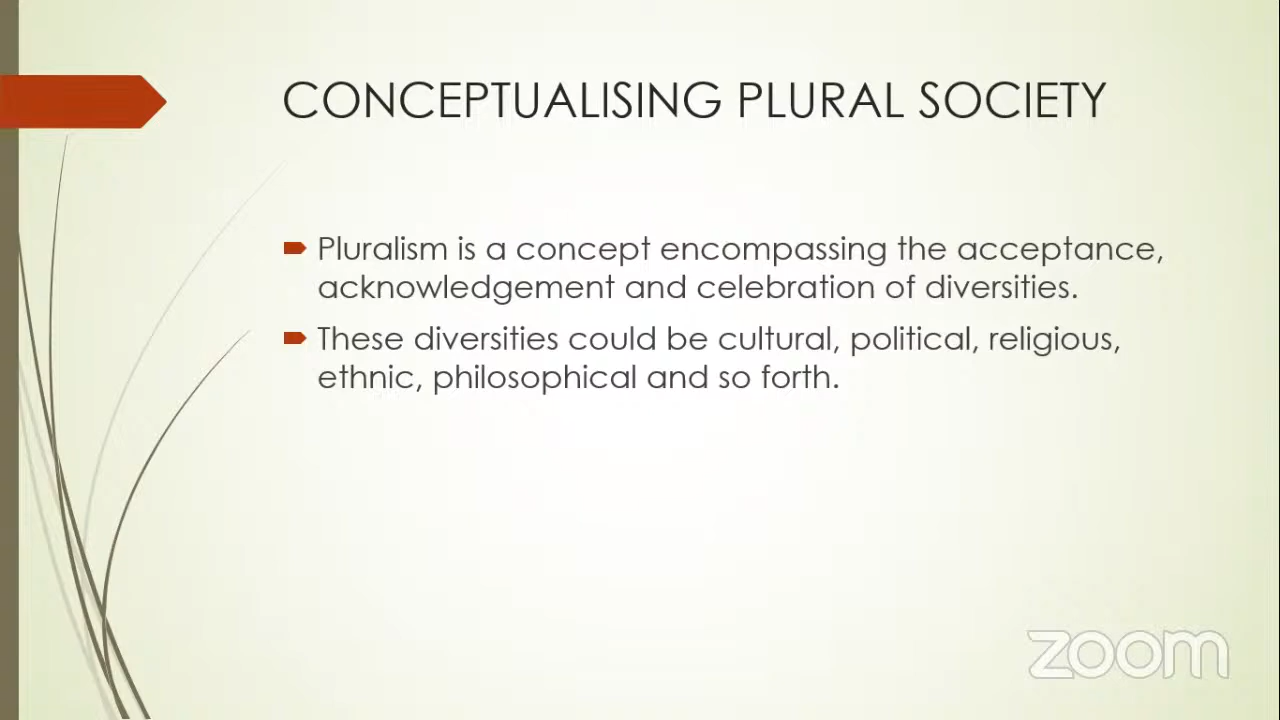 CONCEPTUALISING PLURAL SOCIETY
Pluralism is a concept encompassing the acceptance,
acknowledgement and celebration of diversities.
These diversities could be cultural, political, religious,
ethnic, philosophical and so forth.
zoom